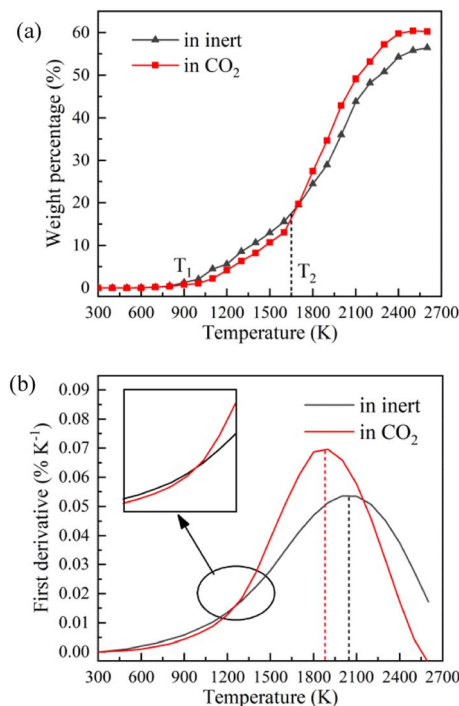 (a)
in inert
in CO₂
Weight percentage (%)
60
50
40
30
20
10
0
T₁
T₂
300 600 900 1200 1500 1800 2100 2400 2700
Temperature (K)
(b)
in inert
in CO₂
First derivative (% K⁻¹)
0.09
0.08
0.07
0.06
0.05
0.04
0.03
0.02
0.01
0.00
300 600 900 1200 1500 1800 2100 2400 2700
Temperature (K)